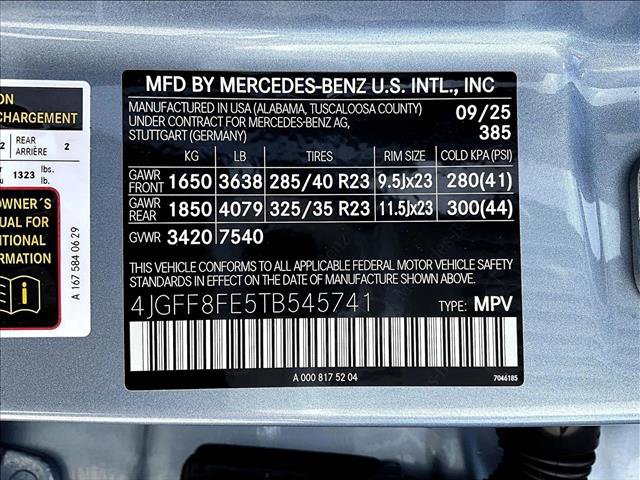 ON
CHARGEMENT
2 REAR ARRIÈRE 2
1323 lbs. lb.
OWNER´S
NUAL FOR
DITIONAL
ORMATION
A 167 584 06 29
MFD BY MERCEDES-BENZ U.S. INTL., INC
MANUFACTURED IN USA (ALABAMA, TUSCALOOSA COUNTY)
UNDER CONTRACT FOR MERCEDES-BENZ AG,
STUTTGART (GERMANY)
09/25
385
KG LB TIRES RIM SIZE COLD KPA (PSI)
GAWR FRONT 1650 3638 285/40 R23 9.5Jx23 280(41)
GAWR REAR 1850 4079 325/35 R23 11.5Jx23 300(44)
GVWR 3420 7540
THIS VEHICLE CONFORMS TO ALL APPLICABLE FEDERAL MOTOR VEHICLE SAFETY
STANDARDS IN EFFECT ON THE DATE OF MANUFACTURE SHOWN ABOVE.
4JGFF8FE5TB545741 TYPE: MPV
A 000 817 52 04
7046185